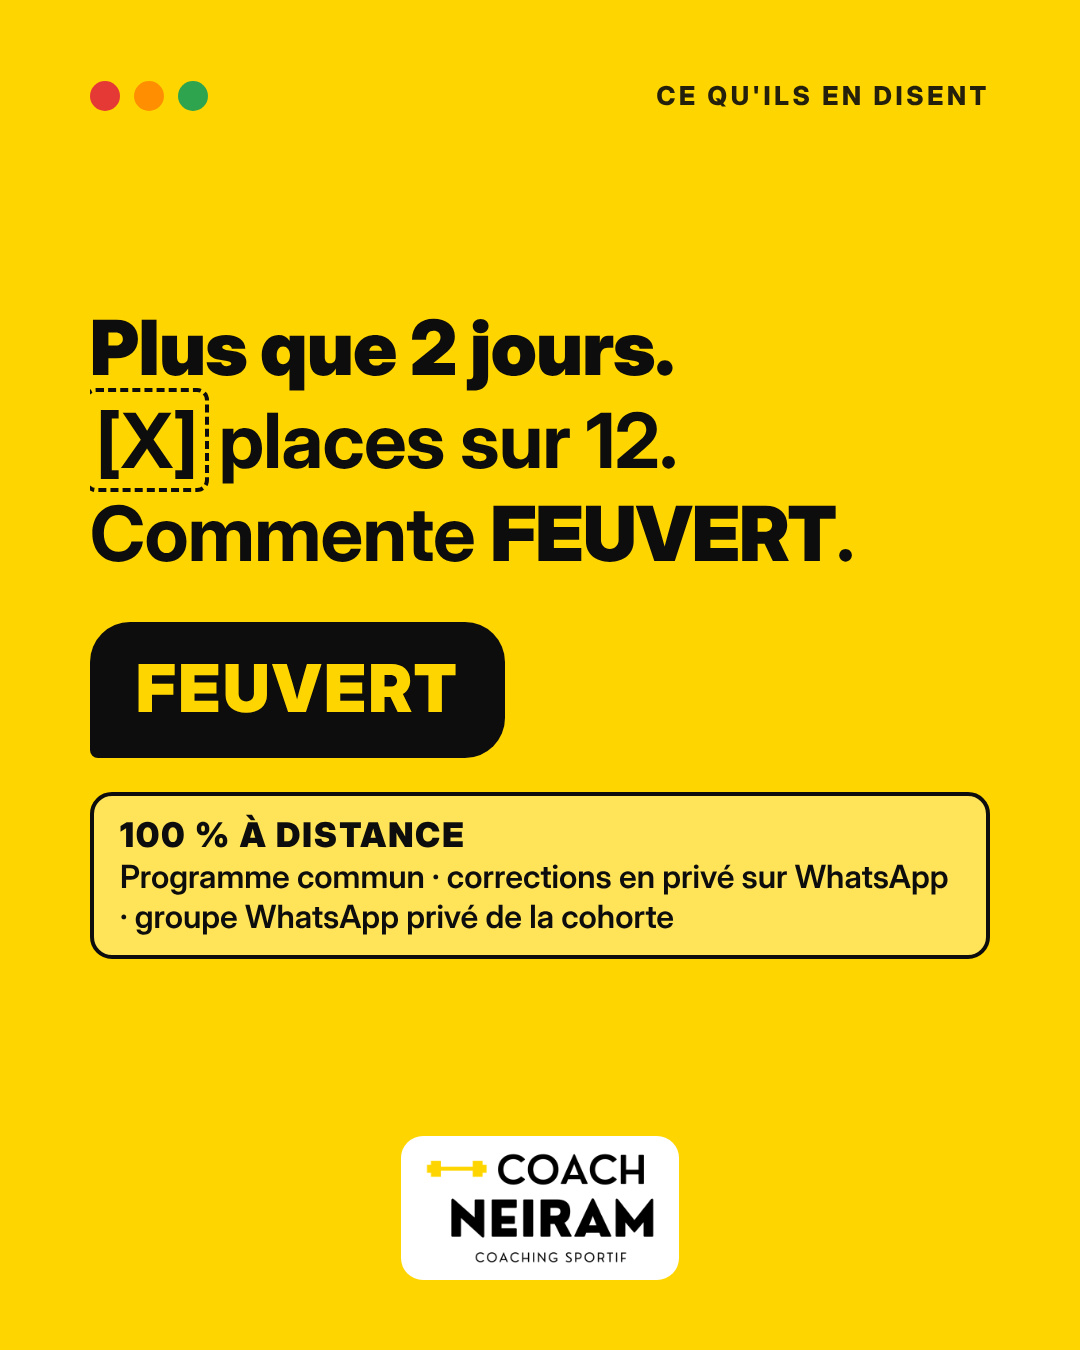 CE QU'ILS EN DISENT
Plus que 2 jours.
[X] places sur 12.
Commente FEUVERT.
FEUVERT
100 % À DISTANCE
Programme commun · corrections en privé sur WhatsApp
· groupe WhatsApp privé de la cohorte
COACH
NEIRAM
COACHING SPORTIF